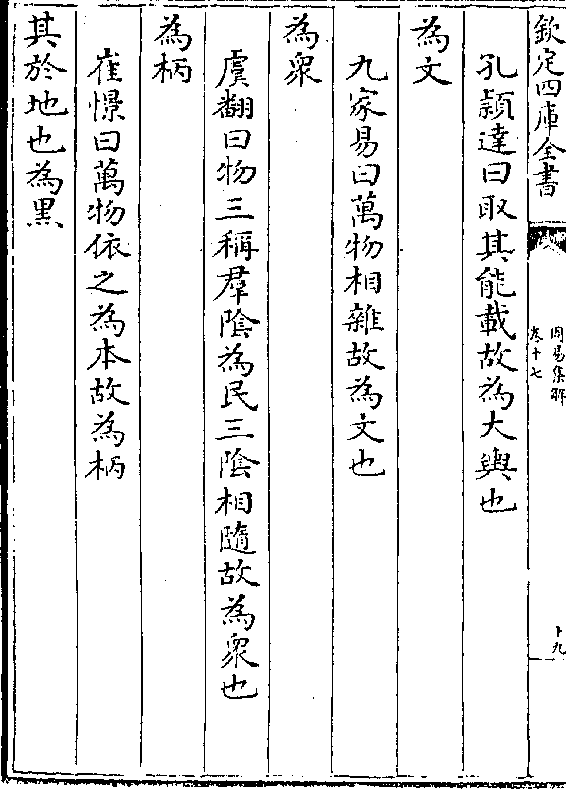 欽定四庫全書
周易集解
卷十七
十九
孔穎達曰取其能載故為大輿也
為文
九家易曰萬物相雜故為文也
為衆
虞翻曰物三稱羣陰為民三陰相隨故為衆也
為柄
崔憬曰萬物依之為本故為柄
其於地也為黑